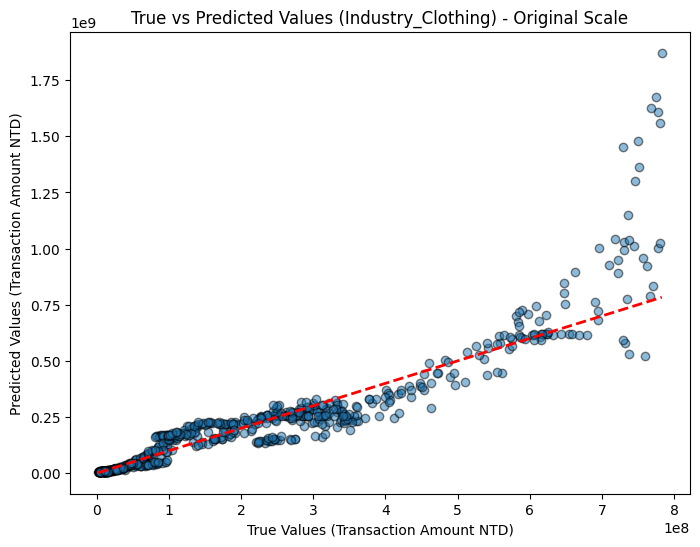 True vs Predicted Values (Industry_Clothing) - Original Scale
1e9
1.75
1.50
1.25
1.00
0.75
0.50
0.25
0.00
Predicted Values (Transaction Amount NTD)
0 1 2 3 4 5 6 7 8
1e8
True Values (Transaction Amount NTD)